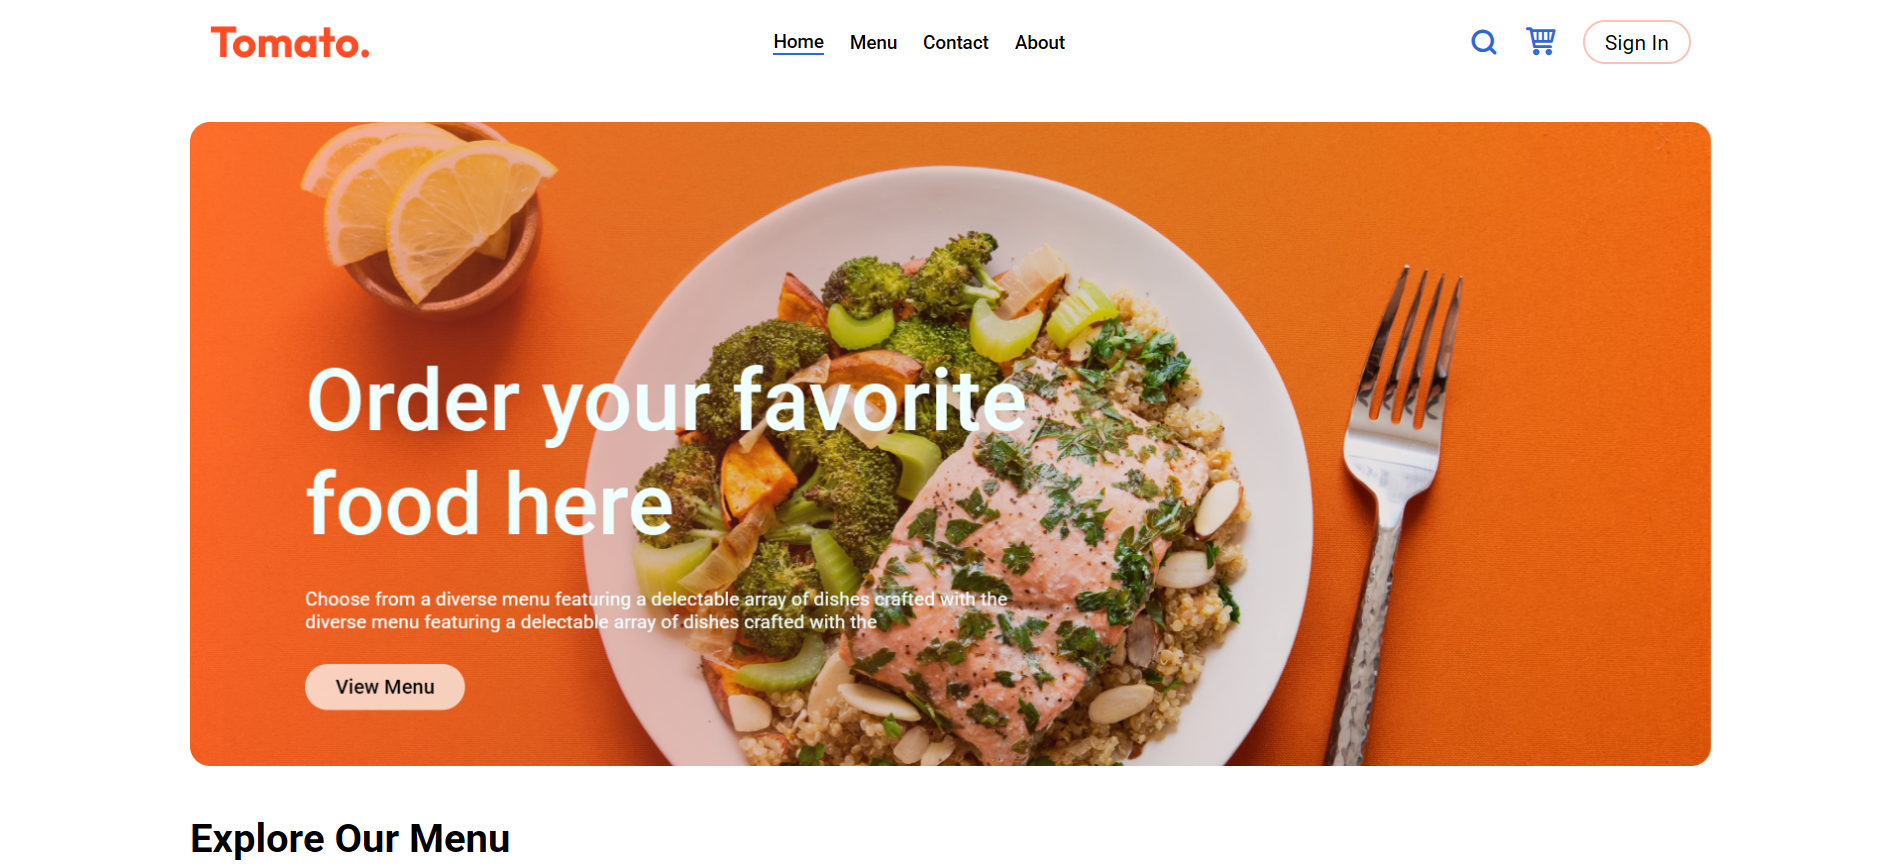 Tomato.
Home Menu Contact About
Sign In
Order your favorite
food here
Choose from a diverse menu featuring a delectable array of dishes crafted with the
diverse menu featuring a delectable array of dishes crafted with the
View Menu
Explore Our Menu